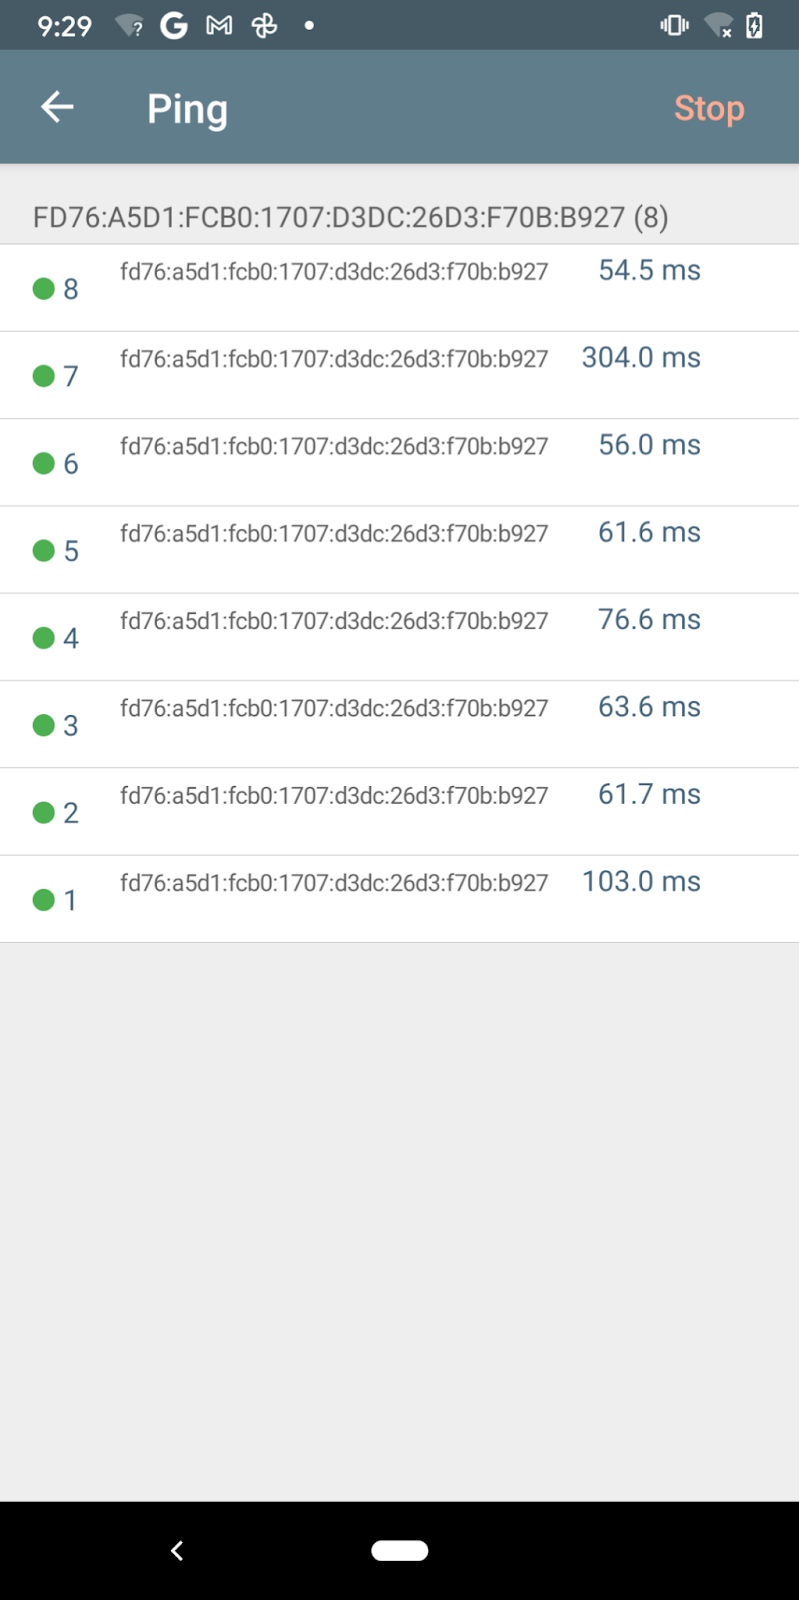 9:29
Ping
Stop
FD76:A5D1:FCB0:1707:D3DC:26D3:F70B:B927 (8)
8 fd76:a5d1:fcb0:1707:d3dc:26d3:f70b:b927 54.5 ms
7 fd76:a5d1:fcb0:1707:d3dc:26d3:f70b:b927 304.0 ms
6 fd76:a5d1:fcb0:1707:d3dc:26d3:f70b:b927 56.0 ms
5 fd76:a5d1:fcb0:1707:d3dc:26d3:f70b:b927 61.6 ms
4 fd76:a5d1:fcb0:1707:d3dc:26d3:f70b:b927 76.6 ms
3 fd76:a5d1:fcb0:1707:d3dc:26d3:f70b:b927 63.6 ms
2 fd76:a5d1:fcb0:1707:d3dc:26d3:f70b:b927 61.7 ms
1 fd76:a5d1:fcb0:1707:d3dc:26d3:f70b:b927 103.0 ms